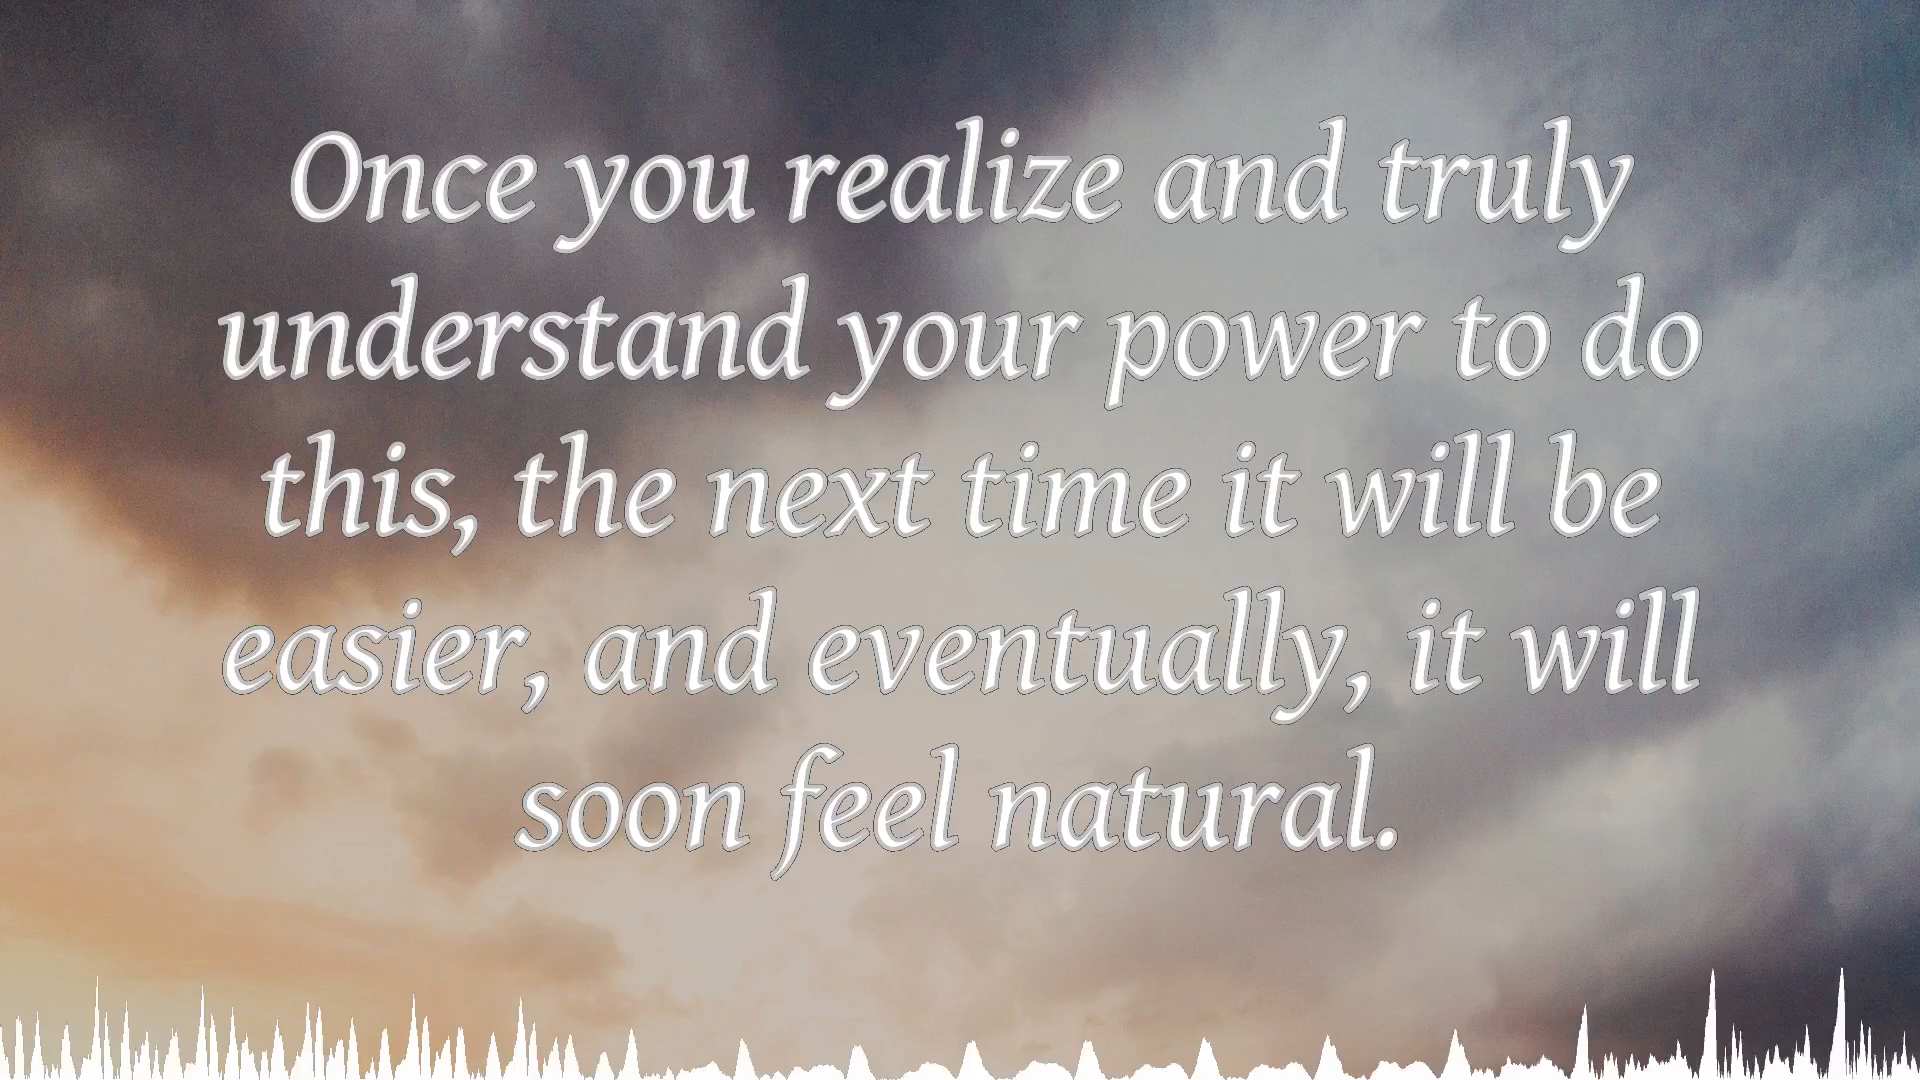 Once you realize and truly
understand your power to do
this, the next time it will be
easier, and eventually, it will
soon feel natural.